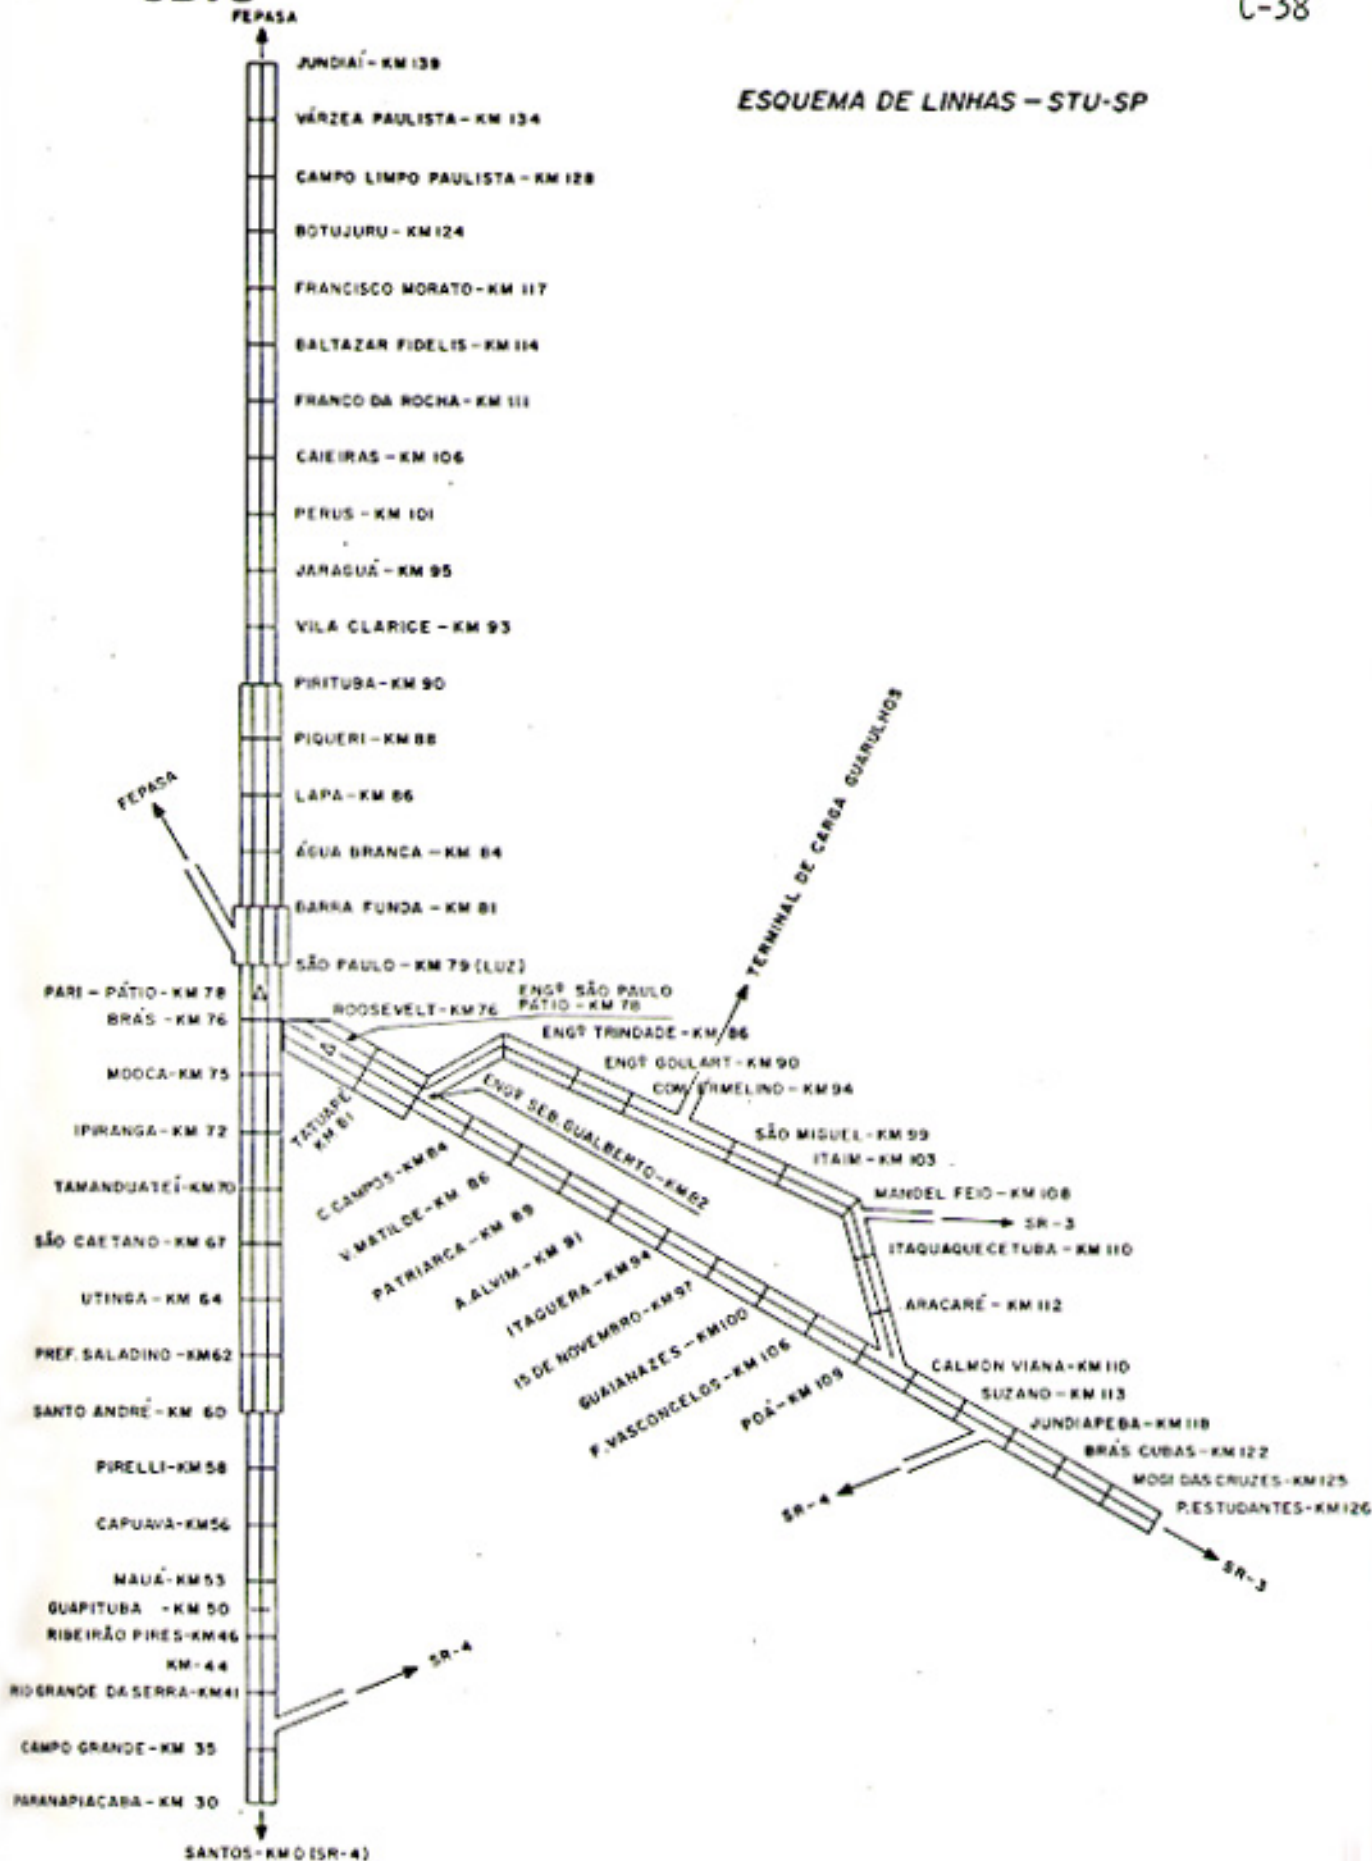 C-38
FEPASA
ESQUEMA DE LINHAS - STU-SP
JUNDIAÍ - KM 139
VÁRZEA PAULISTA - KM 134
CAMPO LIMPO PAULISTA - KM 128
BOTUJURU - KM 124
FRANCISCO MORATO - KM 117
BALTAZAR FIDELIS - KM 114
FRANCO DA ROCHA - KM 111
CAIEIRAS - KM 106
PERUS - KM 101
JARAGUÁ - KM 95
VILA CLARICE - KM 93
PIRITUBA - KM 90
PIQUERI - KM 88
LAPA - KM 86
ÁGUA BRANCA - KM 84
BARRA FUNDA - KM 81
SÃO PAULO - KM 79 (LUZ)
FEPASA
PARI - PÁTIO - KM 78
BRÁS - KM 76
MOOCA - KM 75
IPIRANGA - KM 72
TAMANDUATEÍ - KM 70
SÃO CAETANO - KM 67
UTINGA - KM 64
PREF. SALADINO - KM 62
SANTO ANDRÉ - KM 60
PIRELLI - KM 58
CAPUAVA - KM 56
MAUÁ - KM 53
GUAPITUBA - KM 50
RIBEIRÃO PIRES - KM 46
KM - 44
RIO GRANDE DA SERRA - KM 41
SR-4
CAMPO GRANDE - KM 35
PARANAPIACABA - KM 30
SANTOS - KM 0 (SR-4)
ROOSEVELT - KM 76
ENGº SÃO PAULO
PÁTIO - KM 78
TATUAPÉ
KM 81
ENGº SEB. GUALBERTO - KM 82
ENGº TRINDADE - KM 86
ENGº GOULART - KM 90
TERMINAL DE CARGA GUARULHOS
COM. ERMELINO - KM 94
SÃO MIGUEL - KM 99
ITAIM - KM 103
MANOEL FEIO - KM 108
SR-3
ITAQUAQUECETUBA - KM 110
ARACARÉ - KM 112
C. CAMPOS - KM 84
V. MATILDE - KM 86
PATRIARCA - KM 89
A. ALVIM - KM 91
ITAQUERA - KM 94
15 DE NOVEMBRO - KM 97
GUAIANAZES - KM 100
F. VASCONCELOS - KM 106
POÁ - KM 109
CALMON VIANA - KM 110
SUZANO - KM 113
SR-4
JUNDIAPEBA - KM 118
BRÁS CUBAS - KM 122
MOGI DAS CRUZES - KM 125
P. ESTUDANTES - KM 126
SR-3